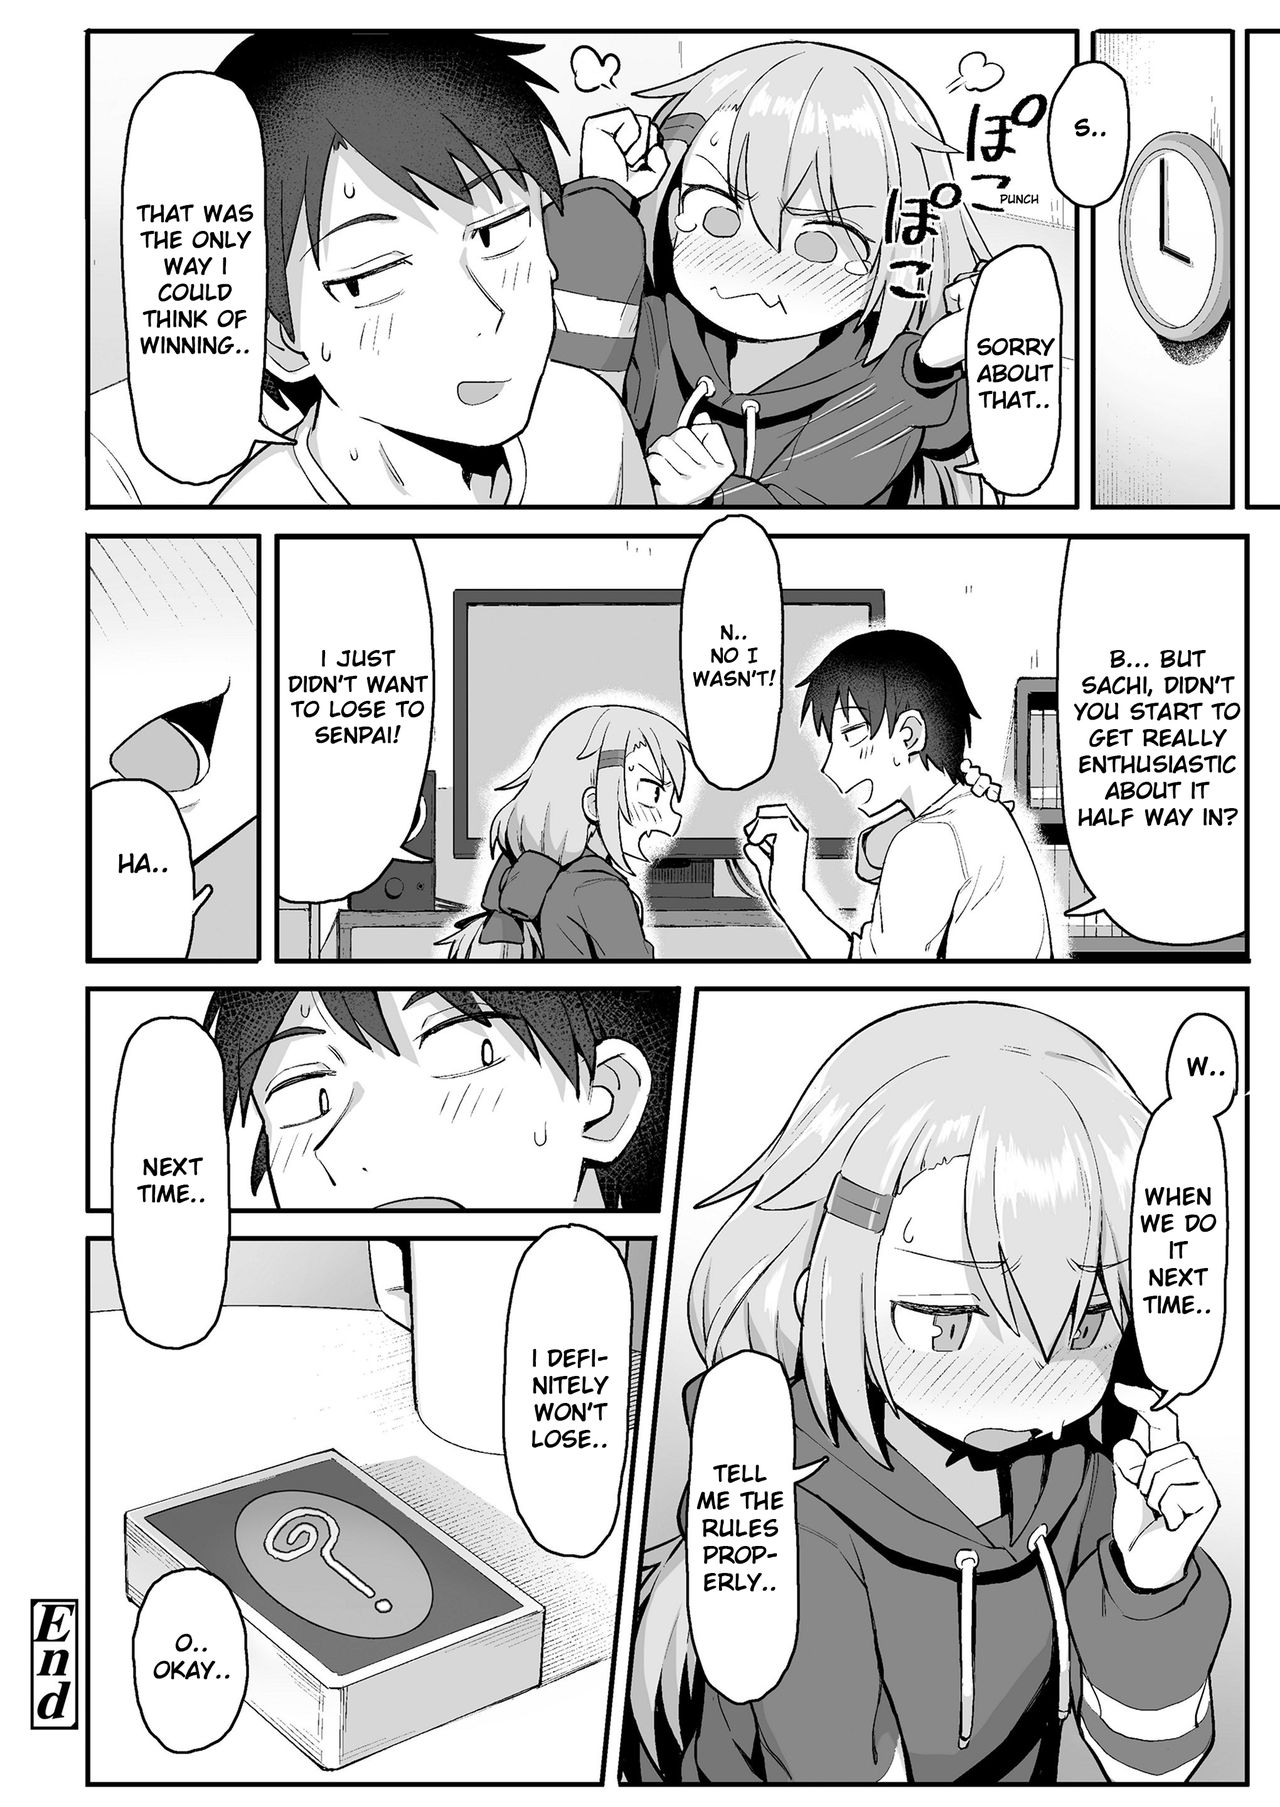 S..
SORRY
ABOUT
THAT..
ぽこ
PUNCH
ぽこ
THAT WAS
THE ONLY
WAY I
COULD
THINK OF
WINNING..
B... BUT
SACHI, DIDN'T
YOU START TO
GET REALLY
ENTHUSIASTIC
ABOUT IT
HALF WAY IN?
N..
NO I
WASN'T!
I JUST
DIDN'T WANT
TO LOSE TO
SENPAI!
HA..
W..
WHEN
WE DO
IT
NEXT
TIME..
TELL
ME THE
RULES
PROP-
ERLY..
NEXT
TIME..
I DEFI-
NITELY
WON'T
LOSE..
?
O..
OKAY..
End